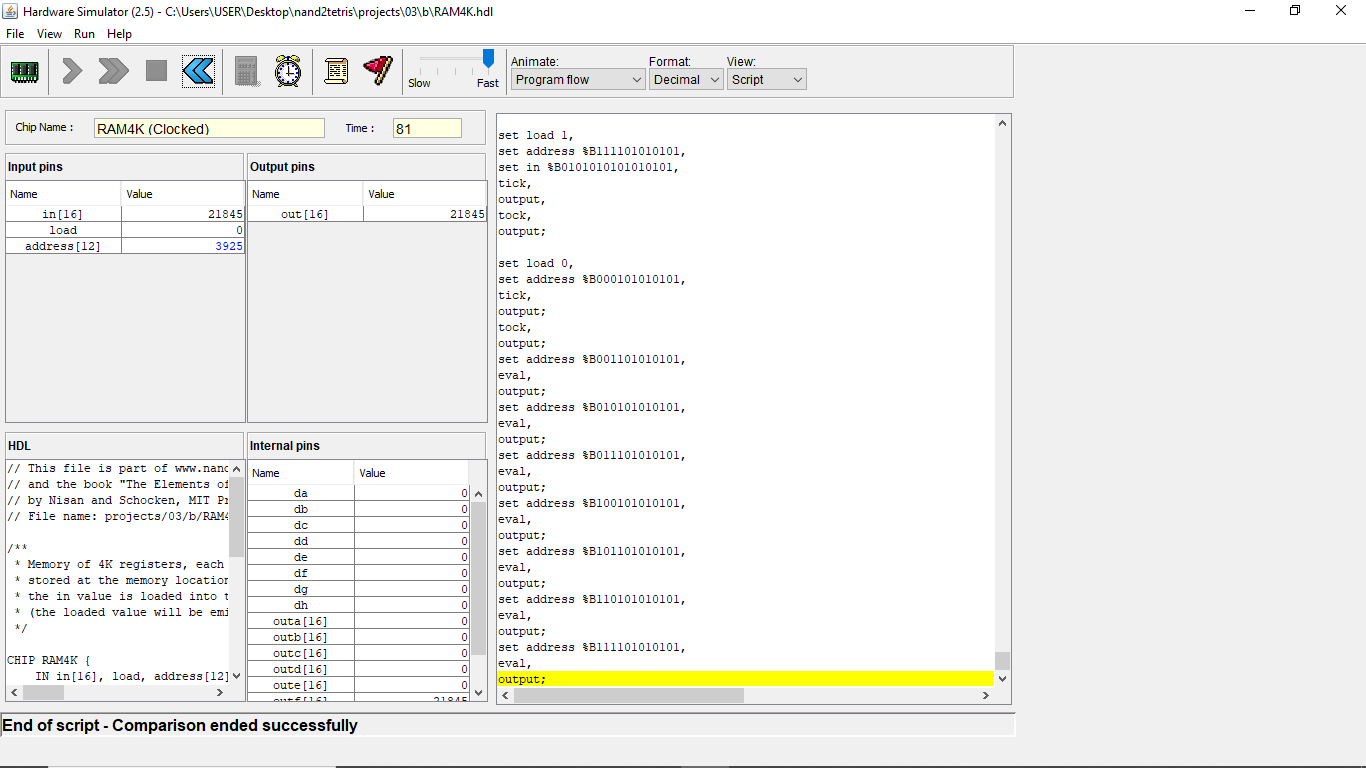 Hardware Simulator (2.5) - C:\Users\USER\Desktop\nand2tetris\projects\03\b\RAM4K.hdl
File View Run Help
Slow Fast
Animate: Format: View:
Program flow Decimal Script
Chip Name : RAM4K (Clocked) Time : 81
Input pins
Name Value
in[16] 21845
load 0
address[12] 3925
Output pins
Name Value
out[16] 21845
HDL
// This file is part of www.nand
// and the book "The Elements of
// by Nisan and Schocken, MIT Pr
// File name: projects/03/b/RAM4
/**
* Memory of 4K registers, each
* stored at the memory location
* the in value is loaded into t
* (the loaded value will be emi
*/
CHIP RAM4K {
IN in[16], load, address[12]
Internal pins
Name Value
da 0
db 0
dc 0
dd 0
de 0
df 0
dg 0
dh 0
outa[16] 0
outb[16] 0
outc[16] 0
outd[16] 0
oute[16] 0
outf[16] 21845
set load 1,
set address %B111101010101,
set in %B0101010101010101,
tick,
output,
tock,
output;
set load 0,
set address %B000101010101,
tick,
output;
tock,
output;
set address %B001101010101,
eval,
output;
set address %B010101010101,
eval,
output;
set address %B011101010101,
eval,
output;
set address %B100101010101,
eval,
output;
set address %B101101010101,
eval,
output;
set address %B110101010101,
eval,
output;
set address %B111101010101,
eval,
output;
End of script - Comparison ended successfully